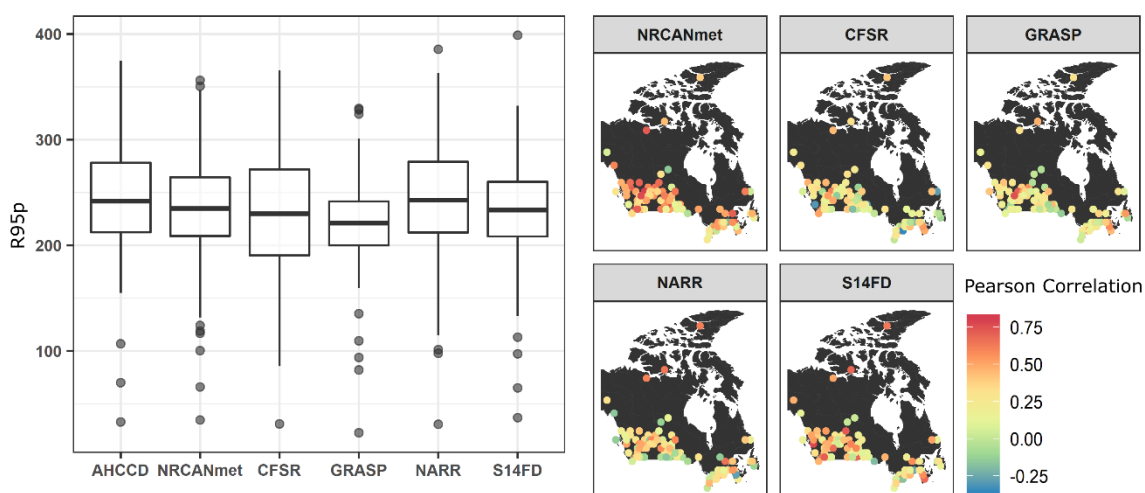 R95p
400
300
200
100
AHCCD NRCANmet CFSR GRASP NARR S14FD
NRCANmet CFSR GRASP
NARR S14FD
Pearson Correlation
0.75
0.50
0.25
0.00
-0.25